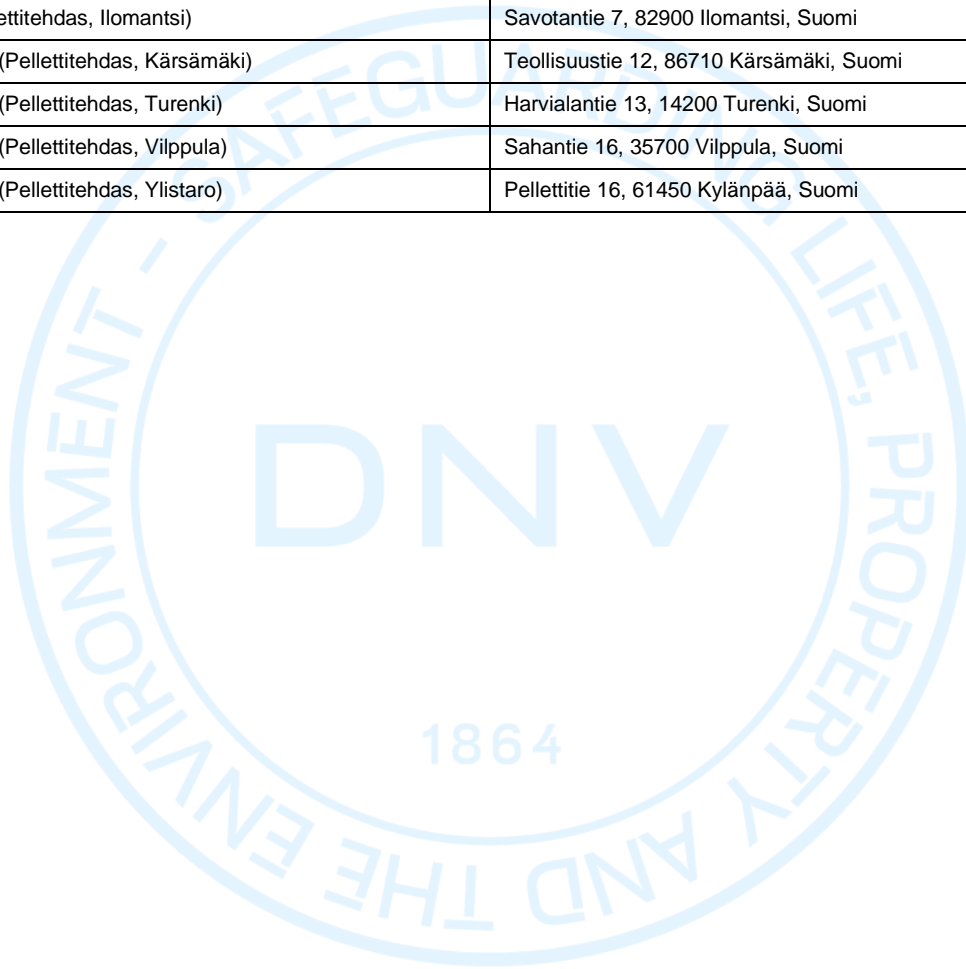 ettitehdas, Ilomantsi) Savotantie 7, 82900 Ilomantsi, Suomi
(Pellettitehdas, Kärsämäki) Teollisuustie 12, 86710 Kärsämäki, Suomi
(Pellettitehdas, Turenki) Harvialantie 13, 14200 Turenki, Suomi
(Pellettitehdas, Vilppula) Sahantie 16, 35700 Vilppula, Suomi
(Pellettitehdas, Ylistaro) Pellettitie 16, 61450 Kylänpää, Suomi
SAFEGUARDING LIFE, PROPERTY AND THE ENVIRONMENT -
DNV
1864